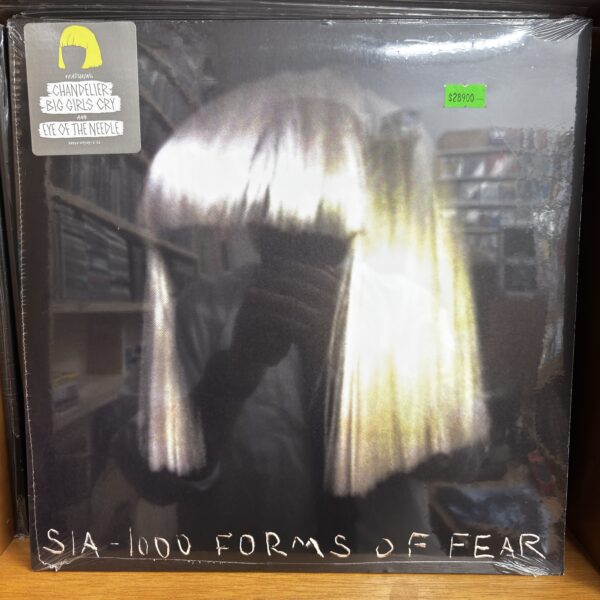 FEATURING
CHANDELIER
BIG GIRLS CRY
AND
EYE OF THE NEEDLE
$28900
SIA - 1000 FORMS OF FEAR